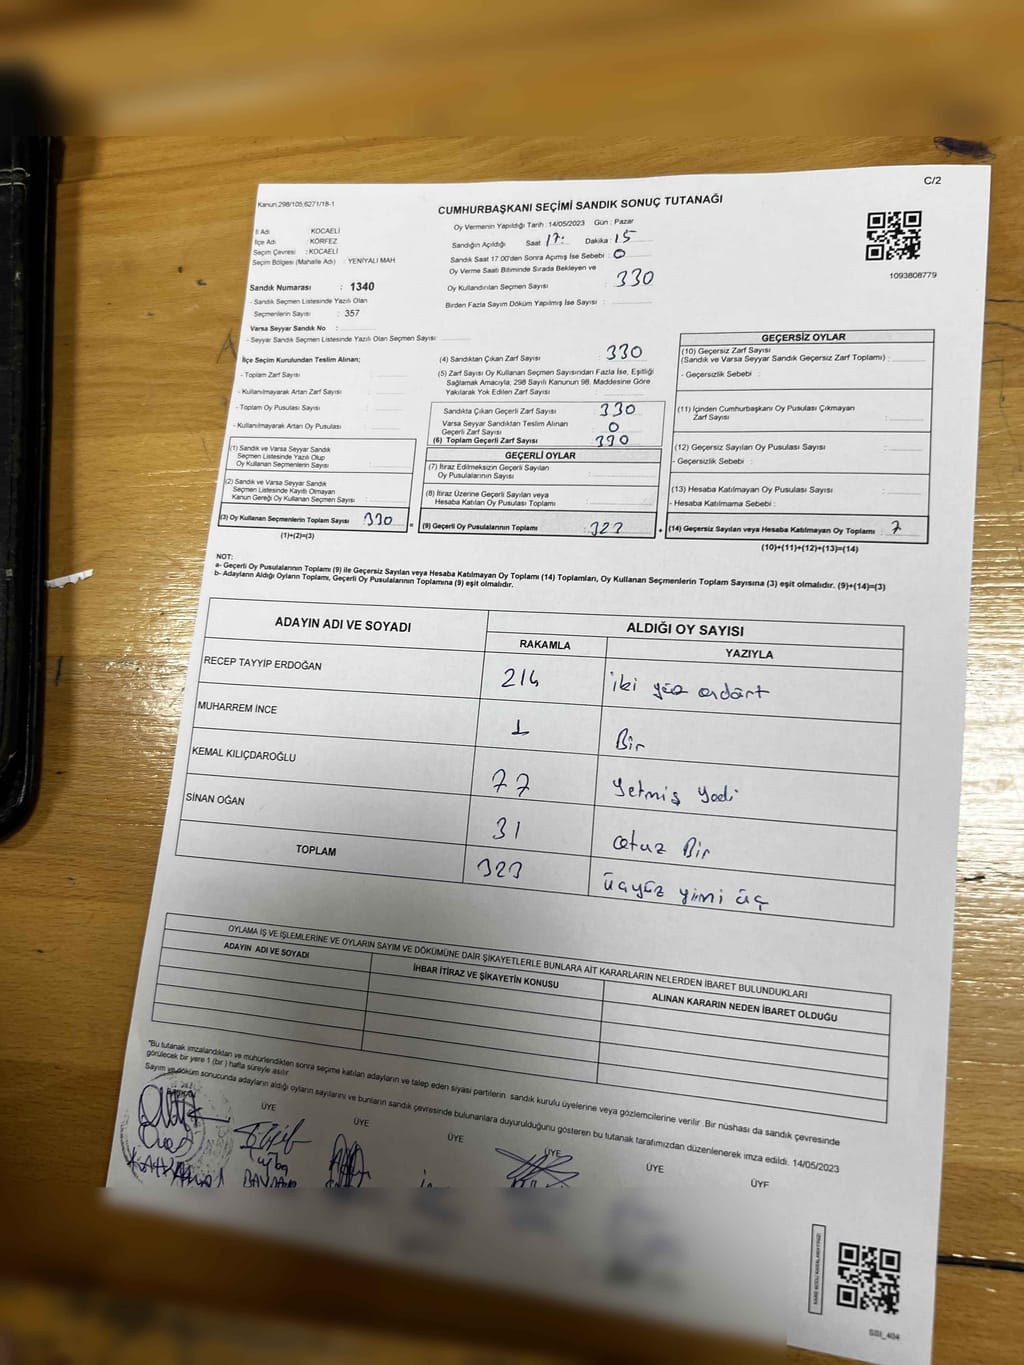 C/2
Kanun;298/105;6271/18-1
CUMHURBAŞKANI SEÇİMİ SANDIK SONUÇ TUTANAĞI
İl Adı : KOCAELİ
İlçe Adı : KÖRFEZ
Seçim Çevresi : KOCAELİ
Seçim Bölgesi (Mahalle Adı) : YENİYALI MAH
Sandık Numarası : 1340
- Sandık Seçmen Listesinde Yazılı Olan
Seçmenlerin Sayısı : 357
Varsa Seyyar Sandık No :
- Seyyar Sandık Seçmen Listesinde Yazılı Olan Seçmen Sayısı:
Oy Vermenin Yapıldığı Tarih :14/05/2023 Gün : Pazar
Sandığın Açıldığı Saat 17: Dakika : 15
Sandık Saat 17.00'den Sonra Açımış İse Sebebi : 0
Oy Verme Saati Bitiminde Sırada Bekleyen ve
Oy Kullandırılan Seçmen Sayısı : 330
Birden Fazla Sayım Döküm Yapılmış İse Sayısı :
1093808779
İlçe Seçim Kurulundan Teslim Alınan;
- Toplam Zarf Sayısı :
- Kullanılmayarak Artan Zarf Sayısı :
- Toplam Oy Pusulası Sayısı :
- Kullanılmayarak Artan Oy Pusulası :
(1) Sandık ve Varsa Seyyar Sandık
Seçmen Listesinde Yazılı Olup
Oy Kullanan Seçmenlerin Sayısı :
(2) Sandık ve Varsa Seyyar Sandık
Seçmen Listesinde Kayıtlı Olmayan
Kanun Gereği Oy Kullanan Seçmen Sayısı :
(3) Oy Kullanan Seçmenlerin Toplam Sayısı 330
(1)+(2)=(3)
(4) Sandıktan Çıkan Zarf Sayısı : 330
(5) Zarf Sayısı Oy Kullanan Seçmen Sayısından Fazla İse, Eşitliği
Sağlamak Amacıyla; 298 Sayılı Kanunun 98. Maddesine Göre
Yakılarak Yok Edilen Zarf Sayısı :
Sandıkta Çıkan Geçerli Zarf Sayısı : 330
Varsa Seyyar Sandıktan Teslim Alınan
Geçerli Zarf Sayısı : 0
(6) Toplam Geçerli Zarf Sayısı : 330
GEÇERLİ OYLAR
(7) İtiraz Edilmeksizin Geçerli Sayılan
Oy Pusulalarının Sayısı :
(8) İtiraz Üzerine Geçerli Sayılan veya
Hesaba Katılan Oy Pusulası Toplamı :
= (9) Geçerli Oy Pusulalarının Toplamı : 323
GEÇERSİZ OYLAR
(10) Geçersiz Zarf Sayısı
(Sandık ve Varsa Seyyar Sandık Geçersiz Zarf Toplamı) :
- Geçersizlik Sebebi :
(11) İçinden Cumhurbaşkanı Oy Pusulası Çıkmayan
Zarf Sayısı :
(12) Geçersiz Sayılan Oy Pusulası Sayısı :
- Geçersizlik Sebebi :
(13) Hesaba Katılmayan Oy Pusulası Sayısı :
- Hesaba Katılmama Sebebi :
+ (14) Geçersiz Sayılan veya Hesaba Katılmayan Oy Toplamı : 7
(10)+(11)+(12)+(13)=(14)
NOT:
a- Geçerli Oy Pusulalarının Toplamı (9) ile Geçersiz Sayılan veya Hesaba Katılmayan Oy Toplamı (14) Toplamları, Oy Kullanan Seçmenlerin Toplam Sayısına (3) eşit olmalıdır. (9)+(14)=(3)
b- Adayların Aldığı Oyların Toplamı, Geçerli Oy Pusulalarının Toplamına (9) eşit olmalıdır.
ADAYIN ADI VE SOYADI
ALDIĞI OY SAYISI
RAKAMLA YAZIYLA
RECEP TAYYİP ERDOĞAN 214 iki yüz ondört
MUHARREM İNCE 1 Bir
KEMAL KILIÇDAROĞLU 77 Yetmiş Yedi
SİNAN OĞAN 31 otuz Bir
TOPLAM 323 üçyüz yirmi üç
OYLAMA İŞ VE İŞLEMLERİNE VE OYLARIN SAYIM VE DÖKÜMÜNE DAİR ŞİKAYETLERLE BUNLARA AİT KARARLARIN NELERDEN İBARET BULUNDUKLARI
ADAYIN ADI VE SOYADI
İHBAR İTİRAZ VE ŞİKAYETİN KONUSU
ALINAN KARARIN NEDEN İBARET OLDUĞU
"Bu tutanak imzalandıktan ve mühürlendikten sonra seçime katılan adayların ve talep eden siyasi partilerin sandık kurulu üyelerine veya gözlemcilerine verilir .Bir nüshası da sandık çevresinde
görülecek bir yere 1 (bir ) hafta süreyle asılır.
Sayım ve döküm sonucunda adayların aldığı oyların sayılarını ve bunların sandık çevresinde bulunanlara duyurulduğunu gösteren bu tutanak tarafımızdan düzenlenerek imza edildi. 14/05/2023
ÜYE
ÜYE
ÜYE
ÜYE
ÜYE
ÜYE
SSI_404